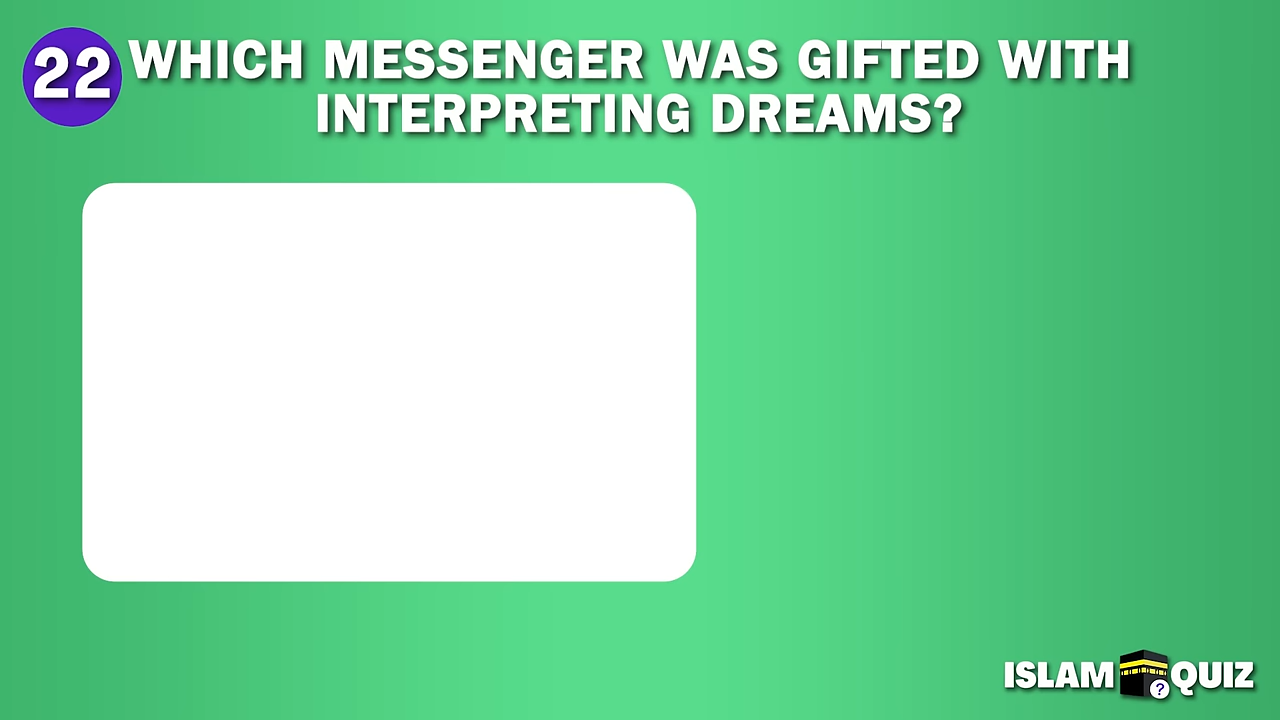 22
WHICH MESSENGER WAS GIFTED WITH
INTERPRETING DREAMS?
ISLAM ? QUIZ